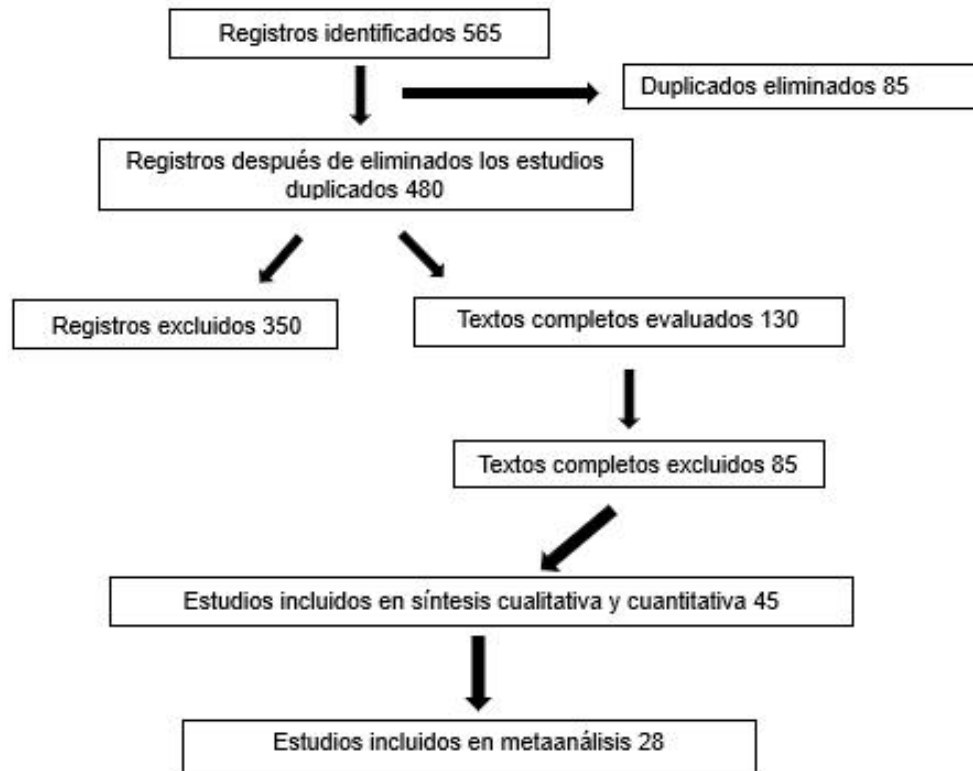 Registros identificados 565
Duplicados eliminados 85
Registros después de eliminados los estudios
duplicados 480
Registros excluidos 350
Textos completos evaluados 130
Textos completos excluidos 85
Estudios incluidos en síntesis cualitativa y cuantitativa 45
Estudios incluidos en metaanálisis 28